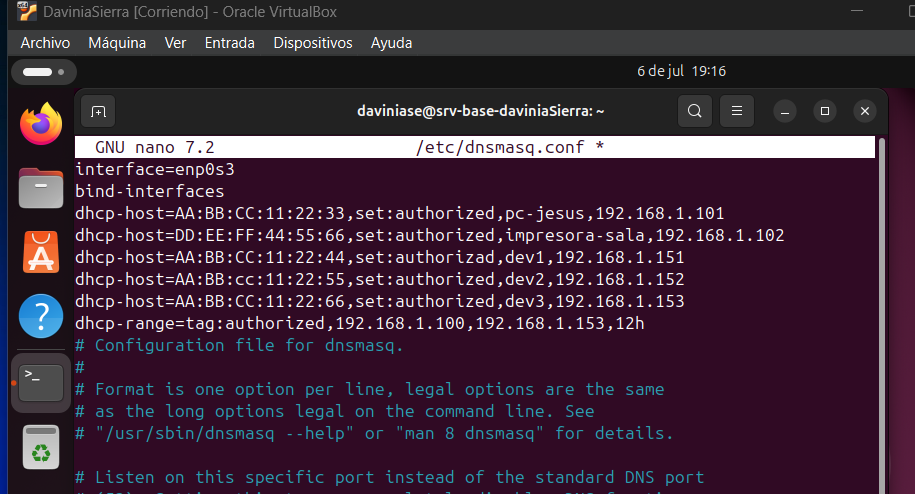 DaviniaSierra [Corriendo] - Oracle VirtualBox
Archivo Máquina Ver Entrada Dispositivos Ayuda
6 de jul 19:16
daviniase@srv-base-daviniaSierra: ~
GNU nano 7.2 /etc/dnsmasq.conf *
interface=enp0s3
bind-interfaces
dhcp-host=AA:BB:CC:11:22:33,set:authorized,pc-jesus,192.168.1.101
dhcp-host=DD:EE:FF:44:55:66,set:authorized,impresora-sala,192.168.1.102
dhcp-host=AA:BB:CC:11:22:44,set:autorizad,dev1,192.168.1.151
dhcp-host=AA:BB:CC:11:22:55,set:authorized,dev2,192.168.1.152
dhcp-host=AA:BB:cc:11:22:66,set:authorized,dev3,192.168.1.153
dhcp-range=tag:authorized,192.168.1.100,192.168.1.153,12h
# Configuration file for dnsmasq.
#
# Format is one option per line, legal options are the same
# as the long options legal on the command line. See
# "/usr/sbin/dnsmasq --help" or "man 8 dnsmasq" for details.
# Listen on this specific port instead of the standard DNS port